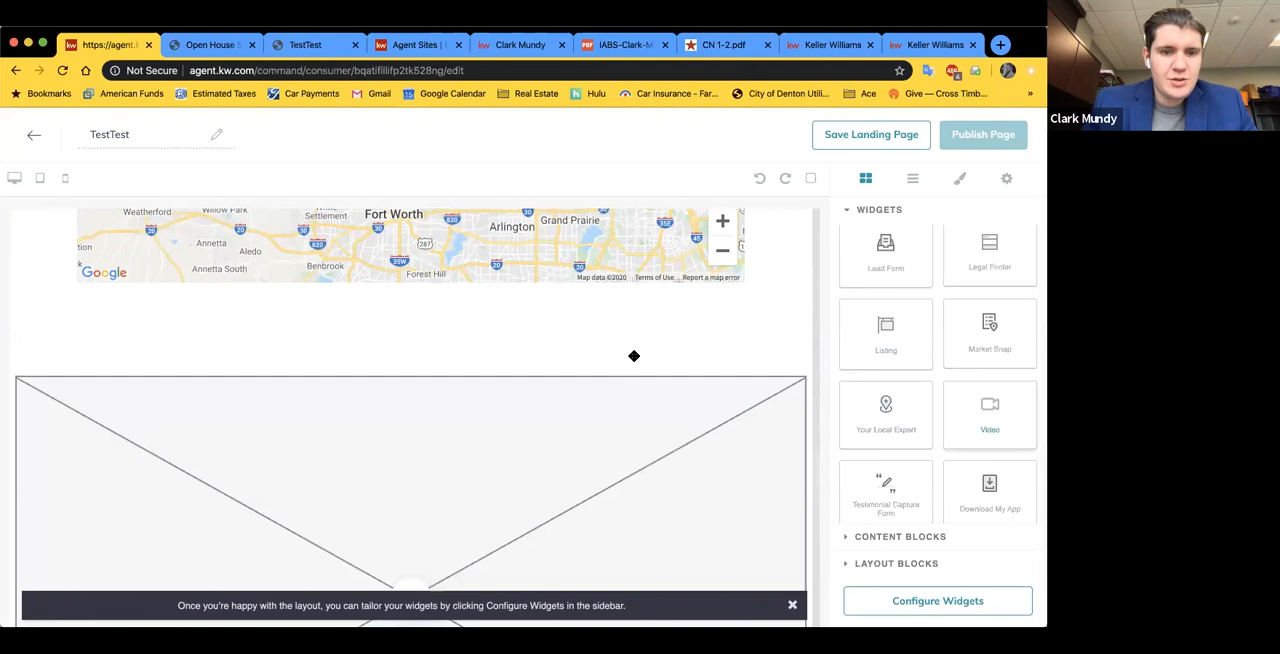 https://agent.k
Open House S
TestTest
Agent Sites | C
Clark Mundy
IABS-Clark-M
CN 1-2.pdf
Keller Williams
Keller Williams
Not Secure | agent.kw.com/command/consumer/bqatifillifp2tk528ng/edit
Bookmarks
American Funds
Estimated Taxes
Car Payments
Gmail
Google Calendar
Real Estate
Hulu
Car Insurance - Far...
City of Denton Utili...
Ace
Give — Cross Timb...
Clark Mundy
TestTest
Save Landing Page
Publish Page
WIDGETS
Weatherford
Settlement
Fort Worth
Grand Prairie
Arlington
Annetta
Aledo
Annetta South
Benbrook
Forest Hill
Google
Map data ©2020
Terms of Use
Report a map error
Lead Form
Legal Footer
Listing
Market Snap
Your Local Expert
Video
Testimonial Capture
Form
Download My App
CONTENT BLOCKS
LAYOUT BLOCKS
Configure Widgets
Once you're happy with the layout, you can tailor your widgets by clicking Configure Widgets in the sidebar.